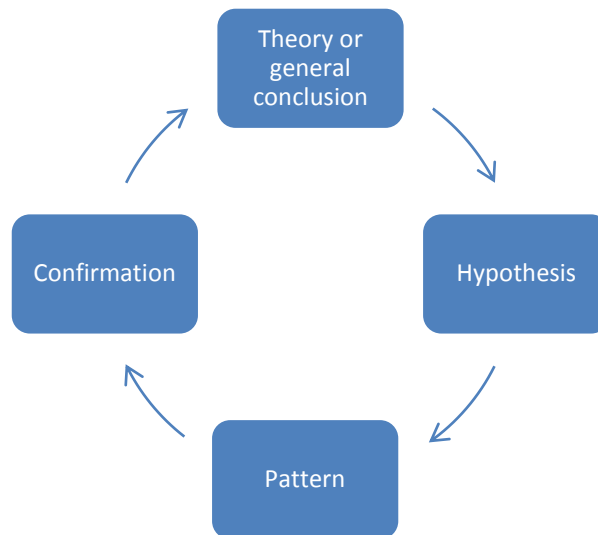 Theory or
general
conclusion
Hypothesis
Pattern
Confirmation